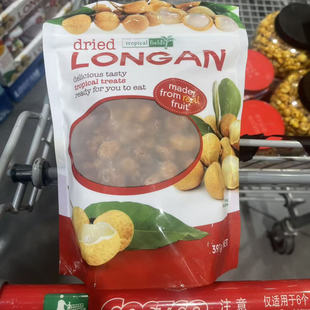 dried
tropical fields
LONGAN
delicious tasty
tropical treats
ready for you to eat
made
from real
fruit
COSTCO
注意
仅适用于6个